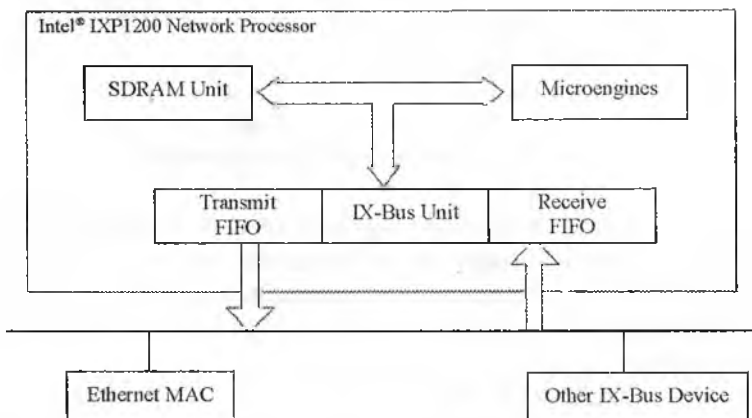 Intel® IXP1200 Network Processor
SDRAM Unit
Microengines
Transmit
FIFO
IX-Bus Unit
Receive
FIFO
Ethernet MAC
Other IX-Bus Device